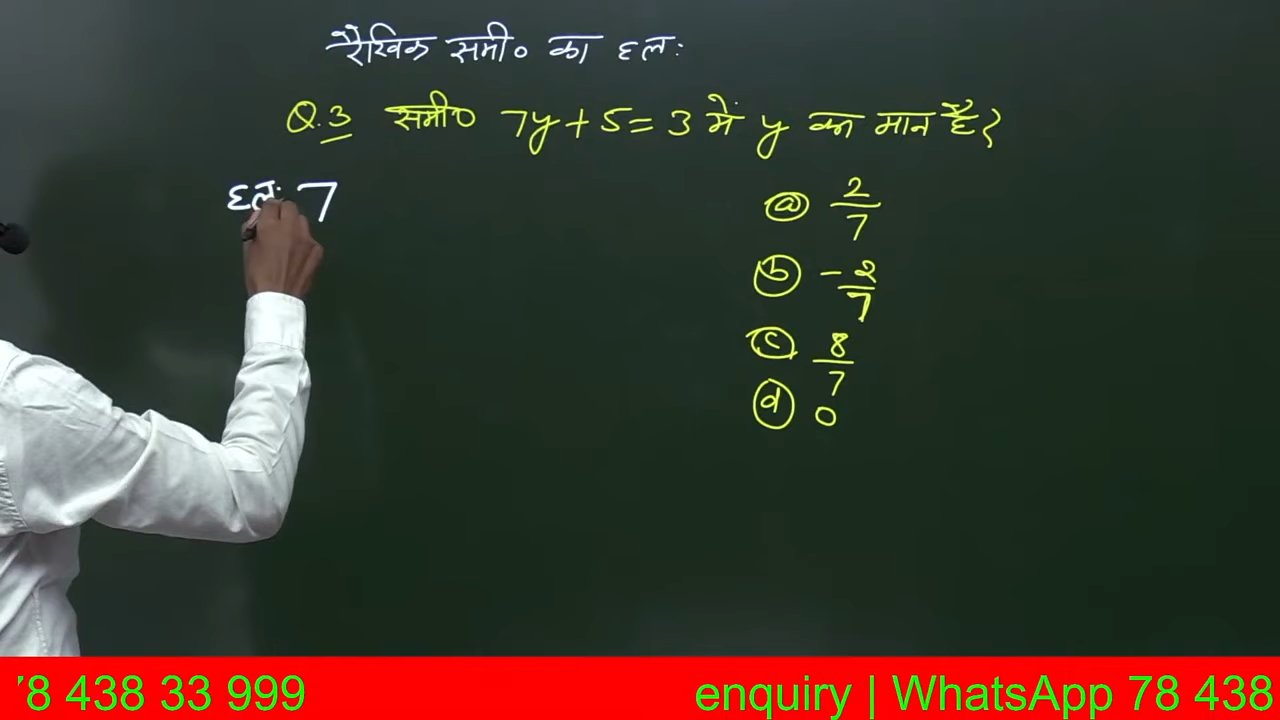 रैखिक समी० का हलः
Q.3 समी० 7y + 5 = 3 में y का मान है?
हलः 7
ⓐ 2/7
ⓑ -2/7
ⓒ 8/7
ⓓ 0
78 438 33 999 enquiry | WhatsApp 78 438